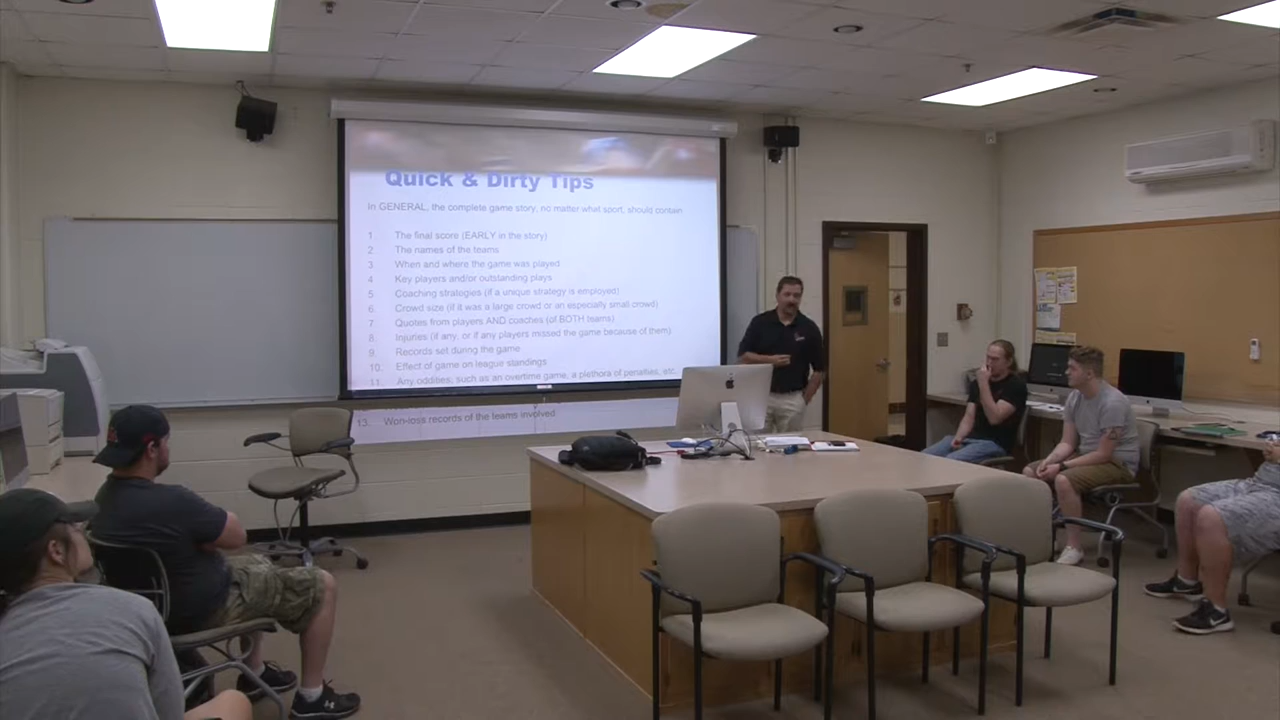 Quick & Dirty Tips
In GENERAL, the complete game story, no matter what sport, should contain
1. The final score (EARLY in the story)
2. The names of the teams
3. When and where the game was played
4. Key players and/or outstanding plays
5. Coaching strategies (if a unique strategy is employed)
6. Crowd size (if it was a large crowd or an especially small crowd)
7. Quotes from players AND coaches (of BOTH teams)
8. Injuries (if any, or if any players missed the game because of them)
9. Records set during the game
10. Effect of game on league standings
11. Any oddities, such as an overtime game, a plethora of penalties, etc.
13. Won-loss records of the teams involved